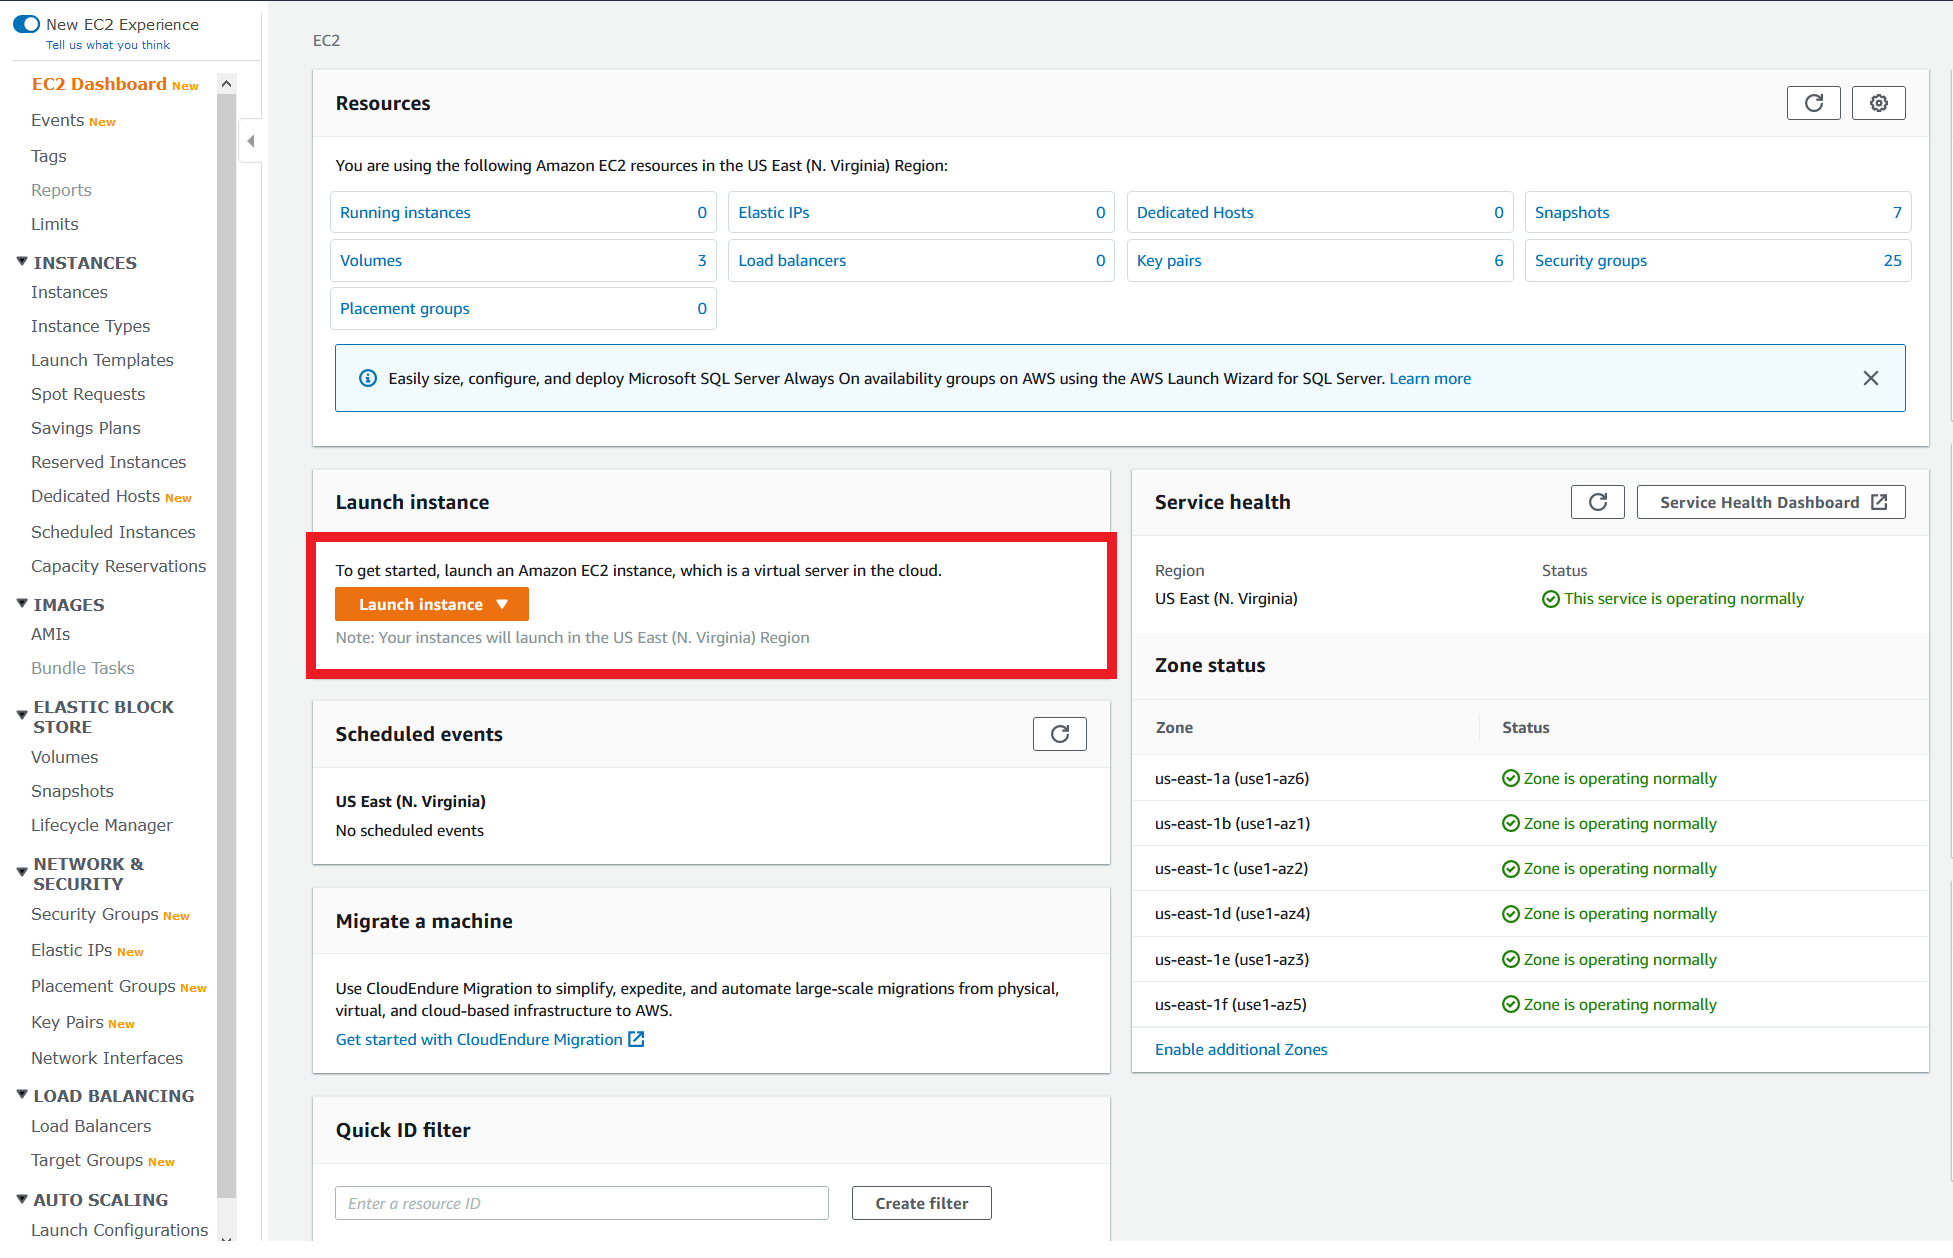 New EC2 Experience
Tell us what you think
EC2 Dashboard New
Events New
Tags
Reports
Limits
INSTANCES
Instances
Instance Types
Launch Templates
Spot Requests
Savings Plans
Reserved Instances
Dedicated Hosts New
Scheduled Instances
Capacity Reservations
IMAGES
AMIs
Bundle Tasks
ELASTIC BLOCK
STORE
Volumes
Snapshots
Lifecycle Manager
NETWORK &
SECURITY
Security Groups New
Elastic IPs New
Placement Groups New
Key Pairs New
Network Interfaces
LOAD BALANCING
Load Balancers
Target Groups New
AUTO SCALING
Launch Configurations
EC2
Resources
You are using the following Amazon EC2 resources in the US East (N. Virginia) Region:
Running instances 0
Elastic IPs 0
Dedicated Hosts 0
Snapshots 7
Volumes 3
Load balancers 0
Key pairs 6
Security groups 25
Placement groups 0
Easily size, configure, and deploy Microsoft SQL Server Always On availability groups on AWS using the AWS Launch Wizard for SQL Server. Learn more
Launch instance
To get started, launch an Amazon EC2 instance, which is a virtual server in the cloud.
Launch instance
Note: Your instances will launch in the US East (N. Virginia) Region
Scheduled events
US East (N. Virginia)
No scheduled events
Migrate a machine
Use CloudEndure Migration to simplify, expedite, and automate large-scale migrations from physical,
virtual, and cloud-based infrastructure to AWS.
Get started with CloudEndure Migration
Quick ID filter
Enter a resource ID
Create filter
Service health
Service Health Dashboard
Region
Status
US East (N. Virginia)
This service is operating normally
Zone status
Zone Status
us-east-1a (use1-az6) Zone is operating normally
us-east-1b (use1-az1) Zone is operating normally
us-east-1c (use1-az2) Zone is operating normally
us-east-1d (use1-az4) Zone is operating normally
us-east-1e (use1-az3) Zone is operating normally
us-east-1f (use1-az5) Zone is operating normally
Enable additional Zones